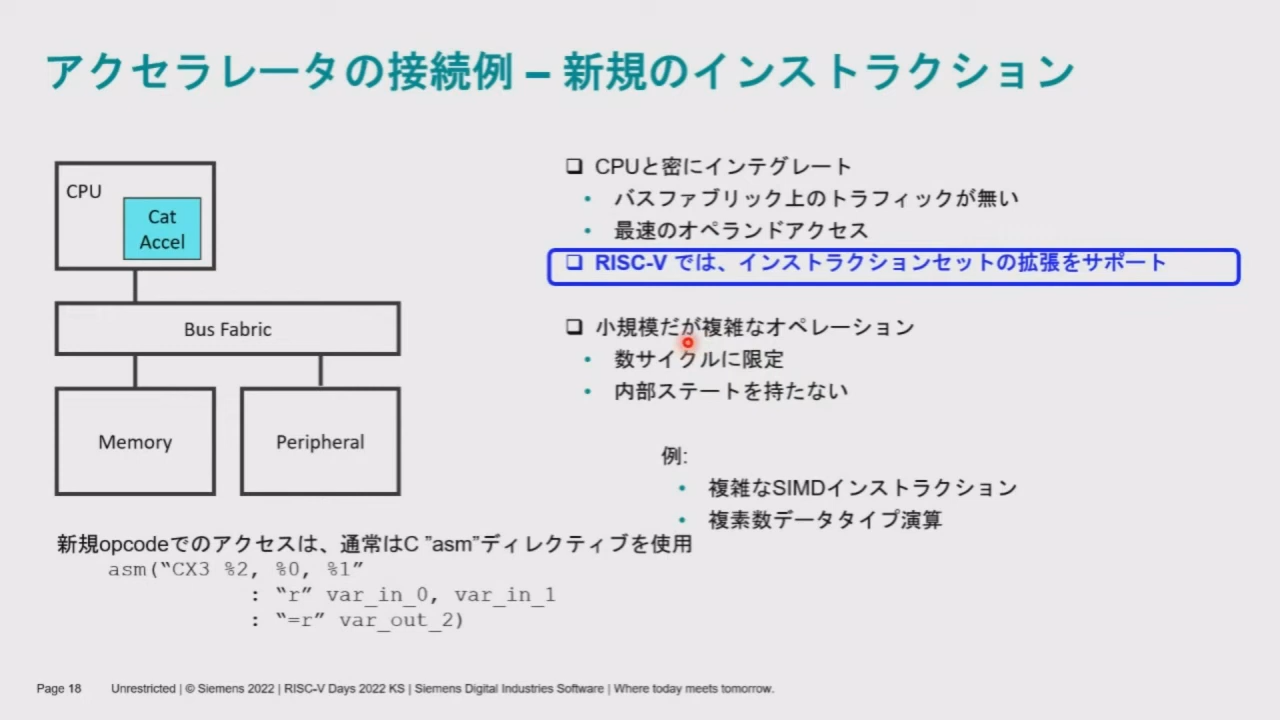 アクセラレータの接続例 – 新規のインストラクション
CPU
Cat
Accel
Bus Fabric
Memory
Peripheral
❑ CPUと密にインテグレート
• バスファブリック上のトラフィックが無い
• 最速のオペランドアクセス
❑ RISC-V では、インストラクションセットの拡張をサポート
❑ 小規模だが複雑なオペレーション
• 数サイクルに限定
• 内部ステートを持たない
例:
• 複雑なSIMDインストラクション
• 複素数データタイプ演算
新規opcodeでのアクセスは、通常はC ”asm”ディレクティブを使用
asm(“CX3 %2, %0, %1”
: “r” var_in_0, var_in_1
: “=r” var_out_2)
Page 18 Unrestricted | © Siemens 2022 | RISC-V Days 2022 KS | Siemens Digital Industries Software | Where today meets tomorrow.